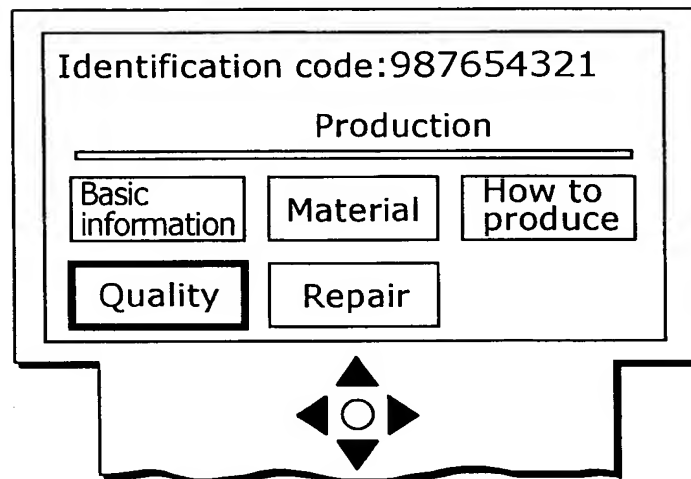 Identification code:987654321
Production
Basic
information
Material
How to
produce
Quality
Repair